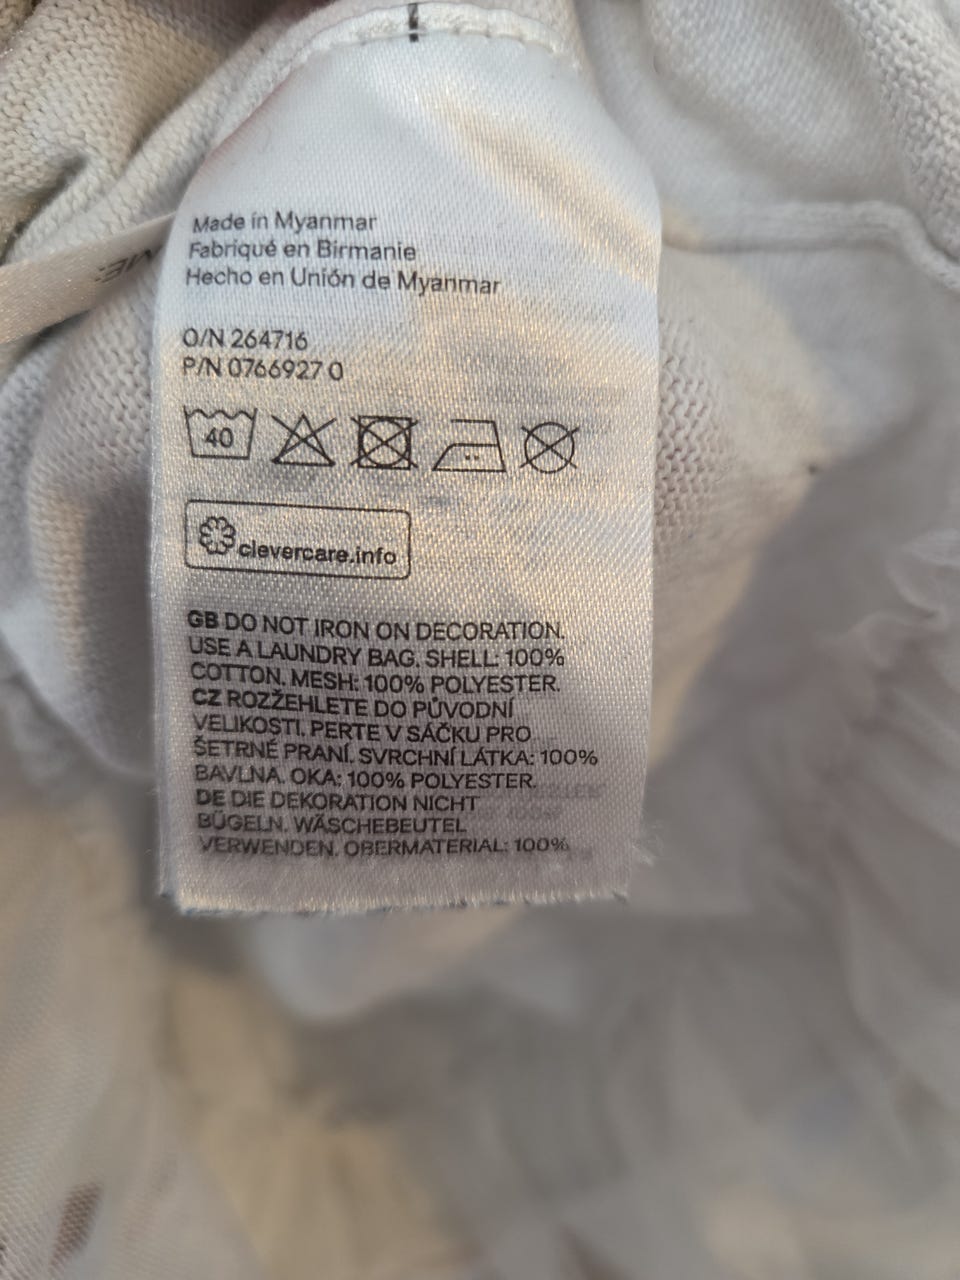 Made in Myanmar
Fabriqué en Birmanie
Hecho en Unión de Myanmar
O/N 264716
P/N 0766927 0
40
clevercare.info
GB DO NOT IRON ON DECORATION.
USE A LAUNDRY BAG. SHELL: 100%
COTTON. MESH: 100% POLYESTER.
CZ ROZŽEHLETE DO PŮVODNÍ
VELIKOSTI. PERTE V SÁČKU PRO
ŠETRNÉ PRANÍ. SVRCHNÍ LÁTKA: 100%
BAVLNA. OKA: 100% POLYESTER.
DE DIE DEKORATION NICHT
BÜGELN. WÄSCHEBEUTEL
VERWENDEN. OBERMATERIAL: 100%